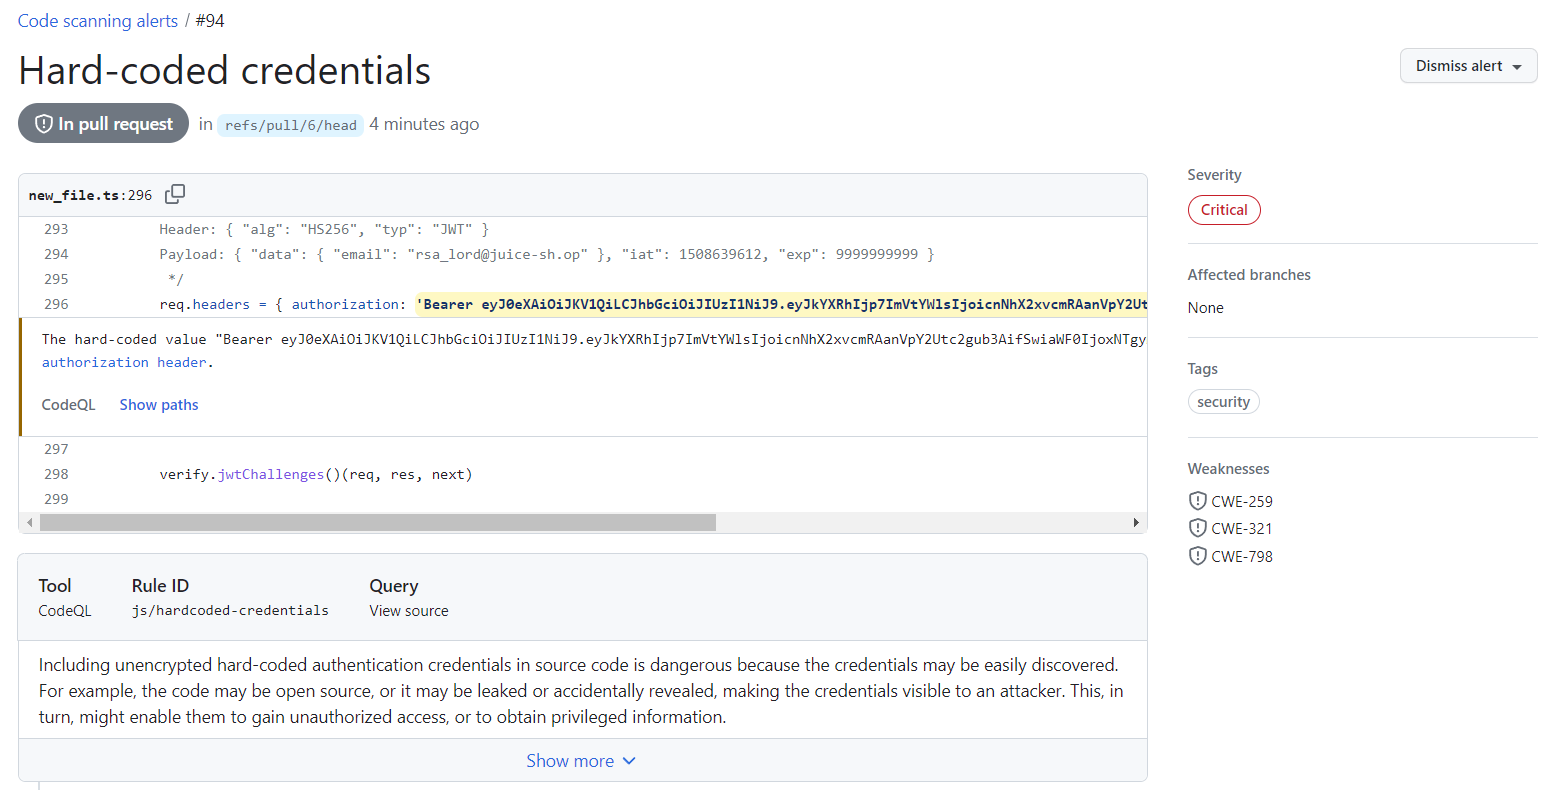 Code scanning alerts / #94
Hard-coded credentials
Dismiss alert
In pull request in refs/pull/6/head 4 minutes ago
new_file.ts:296
293 Header: { "alg": "HS256", "typ": "JWT" }
294 Payload: { "data": { "email": "rsa_lord@juice-sh.op" }, "iat": 1508639612, "exp": 9999999999 }
295 */
296 req.headers = { authorization: 'Bearer eyJ0eXAiOiJKV1QiLCJhbGciOiJIUzI1NiJ9.eyJkYXRhIjp7ImVtYWlsIjoicnNhX2xvcmRAanVpY2Ut
The hard-coded value "Bearer eyJ0eXAiOiJKV1QiLCJhbGciOiJIUzI1NiJ9.eyJkYXRhIjp7ImVtYWlsIjoicnNhX2xvcmRAanVpY2Utc2gub3AifSwiaWF0IjoxNTgy
authorization header.
CodeQL Show paths
297
298 verify.jwtChallenges()(req, res, next)
299
Tool Rule ID Query
CodeQL js/hardcoded-credentials View source
Including unencrypted hard-coded authentication credentials in source code is dangerous because the credentials may be easily discovered.
For example, the code may be open source, or it may be leaked or accidentally revealed, making the credentials visible to an attacker. This, in
turn, might enable them to gain unauthorized access, or to obtain privileged information.
Show more
Severity
Critical
Affected branches
None
Tags
security
Weaknesses
CWE-259
CWE-321
CWE-798